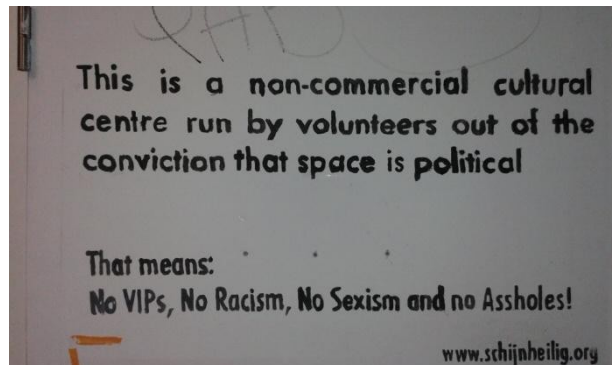 This is a non-commercial cultural
centre run by volunteers out of the
conviction that space is political
That means:
No VIPs, No Racism, No Sexism and no Assholes!
www.schijnheilig.org